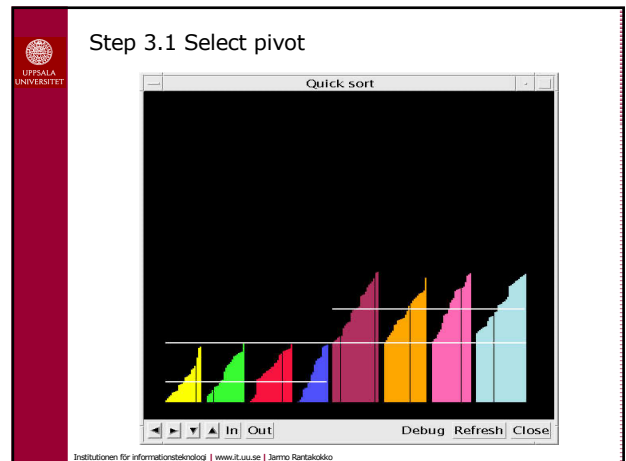 Step 3.1 Select pivot
UPPSALA
UNIVERSITET
Quick sort
In Out Debug Refresh Close
Institutionen för informationsteknologi | www.it.uu.se | Jarmo Rantakokko